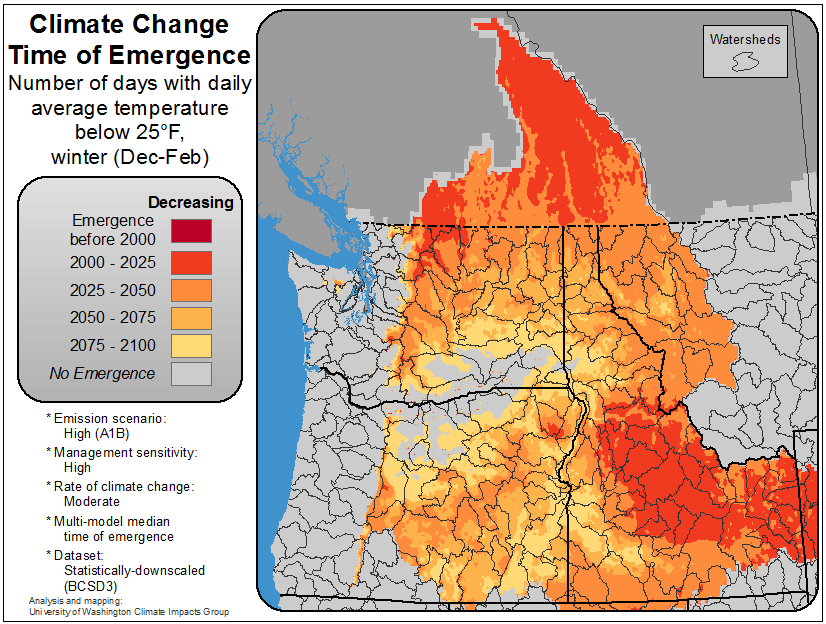 Climate Change
Time of Emergence
Number of days with daily
average temperature
below 25°F,
winter (Dec-Feb)
Decreasing
Emergence
before 2000
2000 - 2025
2025 - 2050
2050 - 2075
2075 - 2100
No Emergence
* Emission scenario:
High (A1B)
* Management sensitivity:
High
* Rate of climate change:
Moderate
* Multi-model median
time of emergence
* Dataset:
Statistically-downscaled
(BCSD3)
Analysis and mapping:
University of Washington Climate Impacts Group
Watersheds